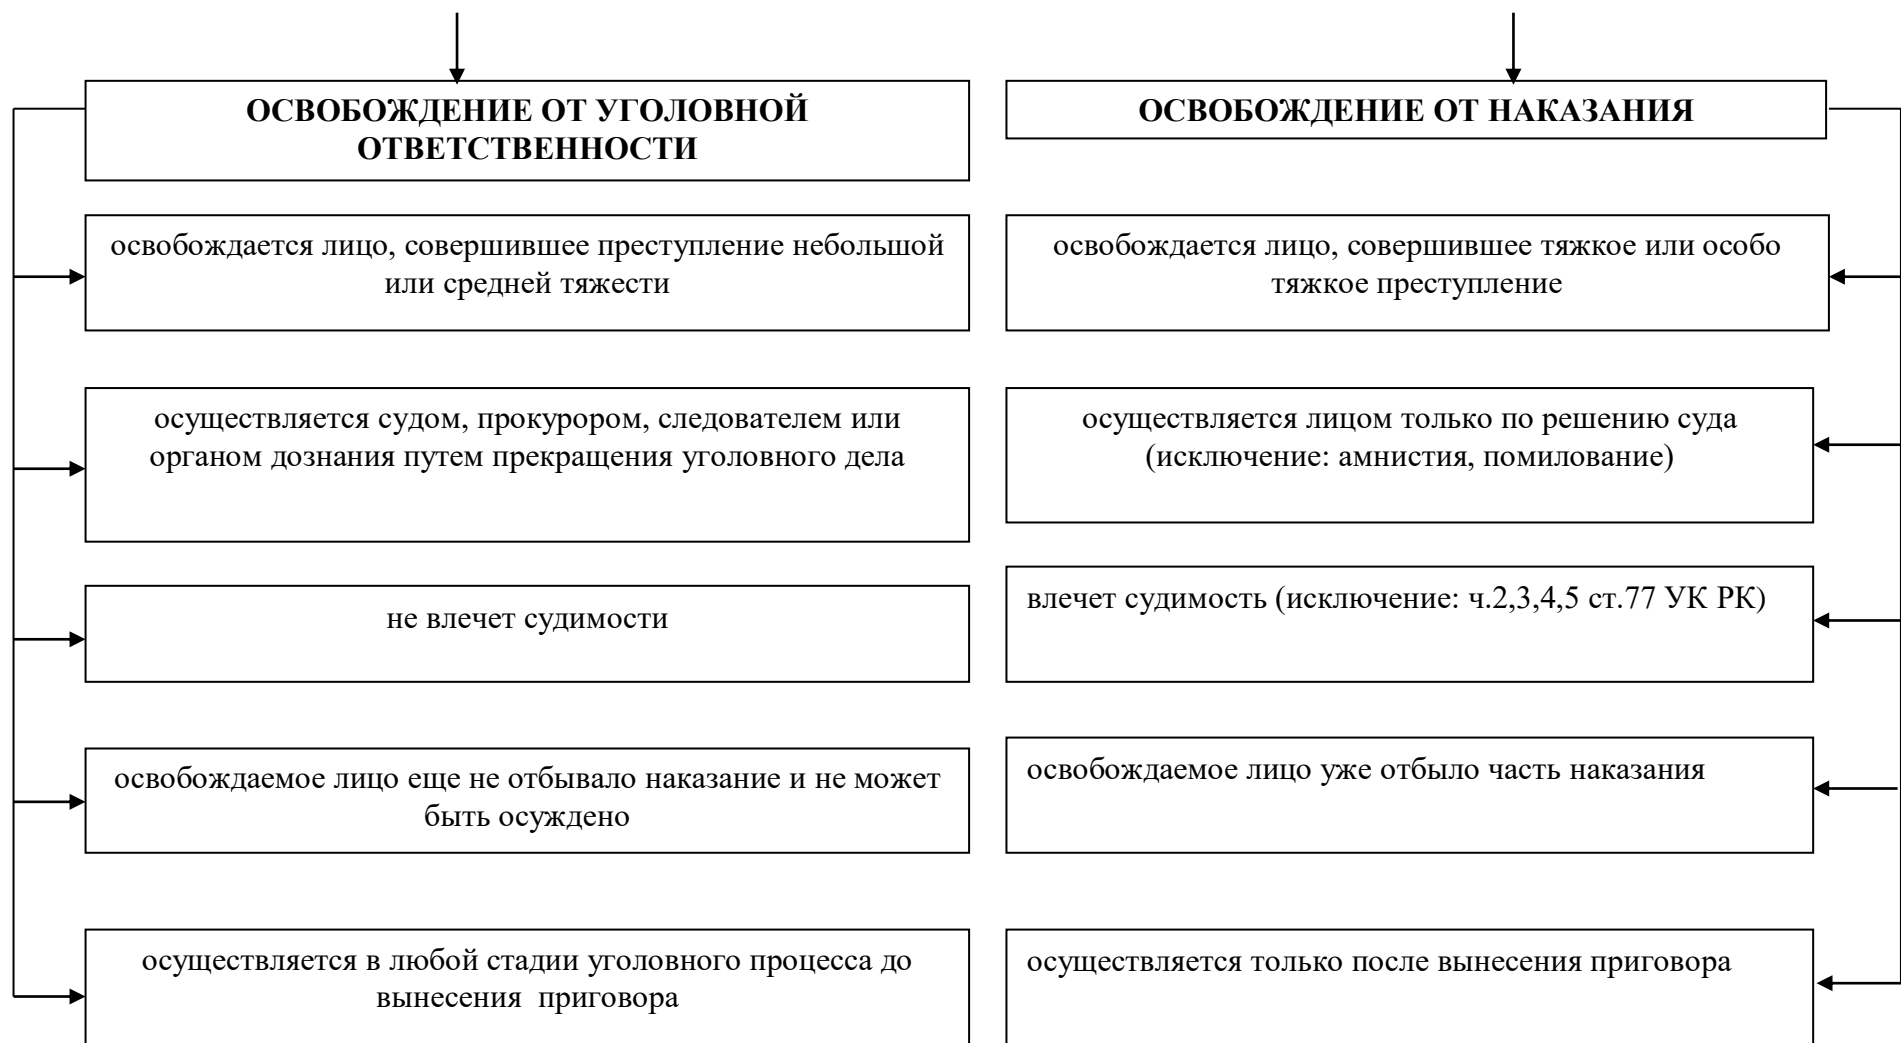 ОСВОБОЖДЕНИЕ ОТ УГОЛОВНОЙ
ОТВЕТСТВЕННОСТИ
освобождается лицо, совершившее преступление небольшой
или средней тяжести
осуществляется судом, прокурором, следователем или
органом дознания путем прекращения уголовного дела
не влечет судимости
освобождаемое лицо еще не отбывало наказание и не может
быть осуждено
осуществляется в любой стадии уголовного процесса до
вынесения приговора
ОСВОБОЖДЕНИЕ ОТ НАКАЗАНИЯ
освобождается лицо, совершившее тяжкое или особо
тяжкое преступление
осуществляется лицом только по решению суда
(исключение: амнистия, помилование)
влечет судимость (исключение: ч.2,3,4,5 ст.77 УК РК)
освобождаемое лицо уже отбыло часть наказания
осуществляется только после вынесения приговора